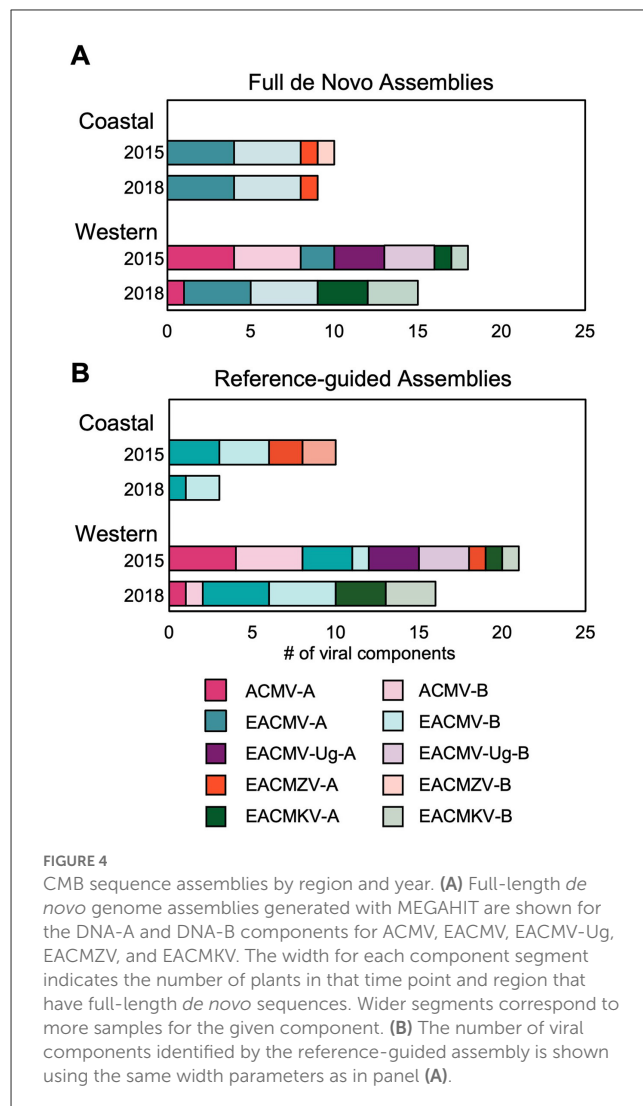 A
Full de Novo Assemblies
Coastal
2015
2018
Western
2015
2018
0 5 10 15 20 25
B
Reference-guided Assemblies
Coastal
2015
2018
Western
2015
2018
0 5 10 15 20 25
# of viral components
ACMV-A ACMV-B
EACMV-A EACMV-B
EACMV-Ug-A EACMV-Ug-B
EACMZV-A EACMZV-B
EACMKV-A EACMKV-B
FIGURE 4
CMB sequence assemblies by region and year. (A) Full-length de
novo genome assemblies generated with MEGAHIT are shown for
the DNA-A and DNA-B components for ACMV, EACMV, EACMV-Ug,
EACMZV, and EACMKV. The width for each component segment
indicates the number of plants in that time point and region that
have full-length de novo sequences. Wider segments correspond to
more samples for the given component. (B) The number of viral
components identified by the reference-guided assembly is shown
using the same width parameters as in panel (A).